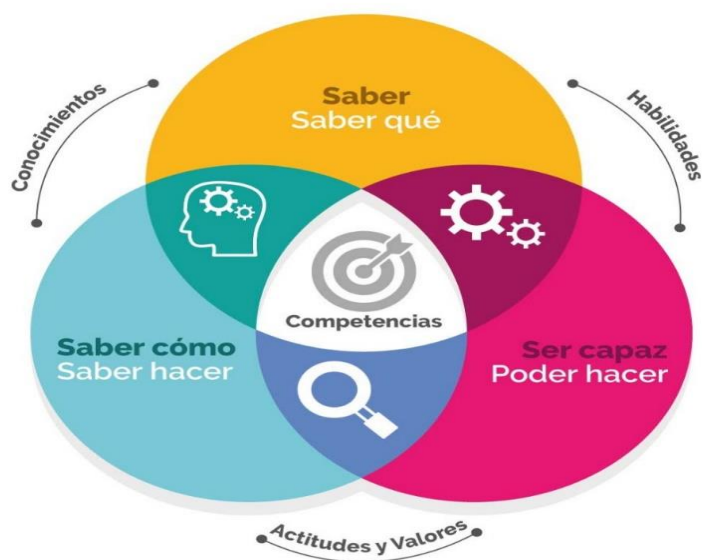 Saber
Saber qué
Conocimientos
Habilidades
Competencias
Saber cómo
Saber hacer
Ser capaz
Poder hacer
Actitudes y Valores